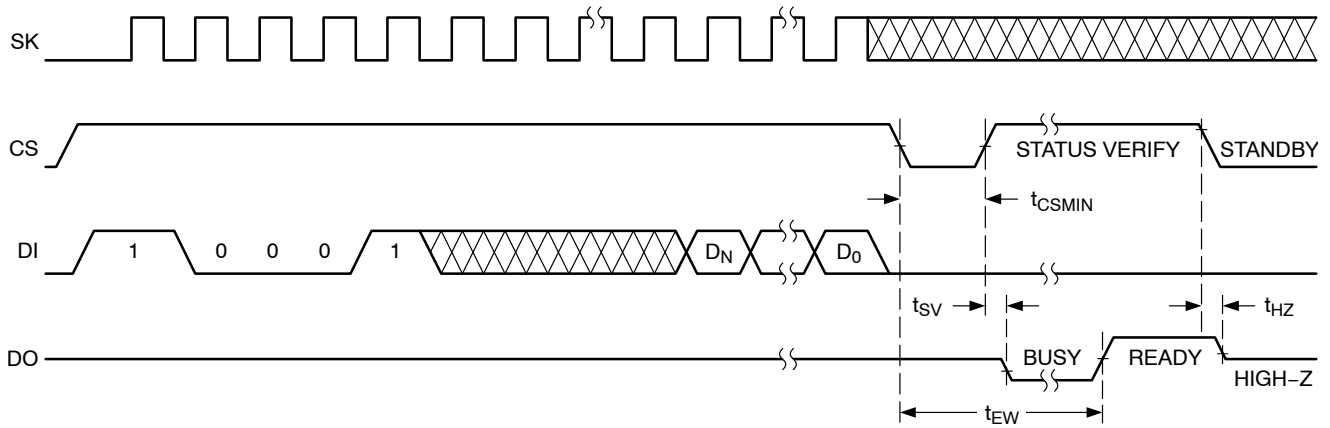 SK
CS
STATUS VERIFY
STANDBY
tCSMIN
DI
1 0 0 0 1
DN
D0
tSV
tHZ
DO
BUSY
READY
HIGH–Z
tEW